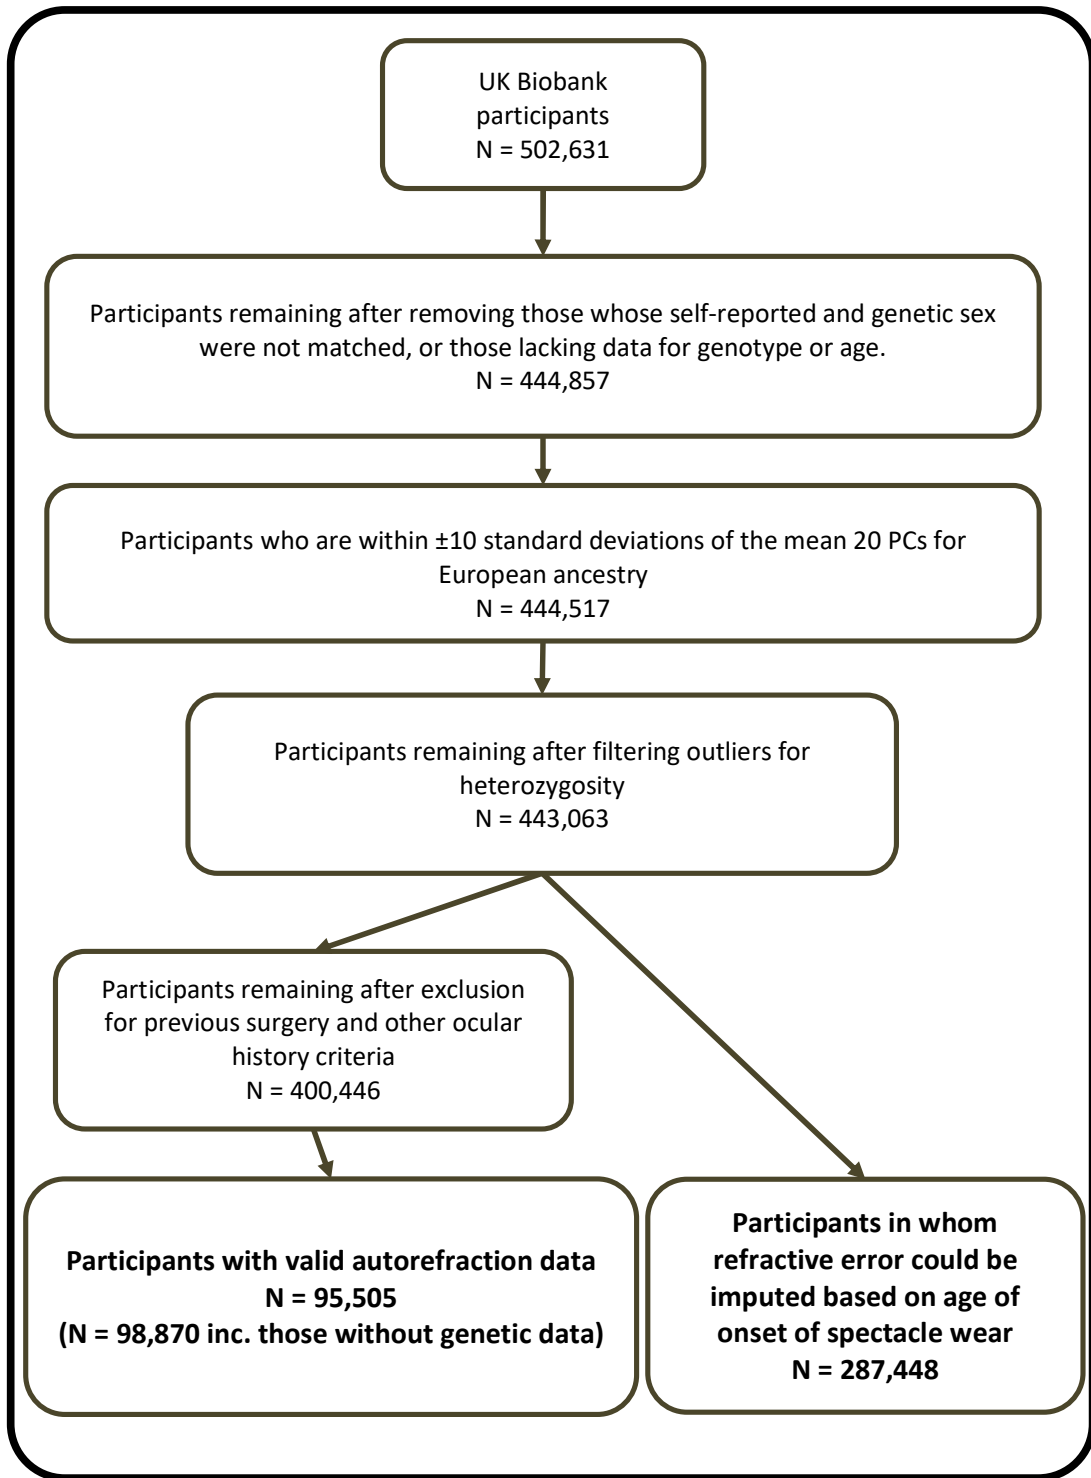 UK Biobank
participants
N = 502,631
Participants remaining after removing those whose self-reported and genetic sex
were not matched, or those lacking data for genotype or age.
N = 444,857
Participants who are within ±10 standard deviations of the mean 20 PCs for
European ancestry
N = 444,517
Participants remaining after filtering outliers for
heterozygosity
N = 443,063
Participants remaining after exclusion
for previous surgery and other ocular
history criteria
N = 400,446
Participants with valid autorefraction data
N = 95,505
(N = 98,870 inc. those without genetic data)
Participants in whom
refractive error could be
imputed based on age of
onset of spectacle wear
N = 287,448